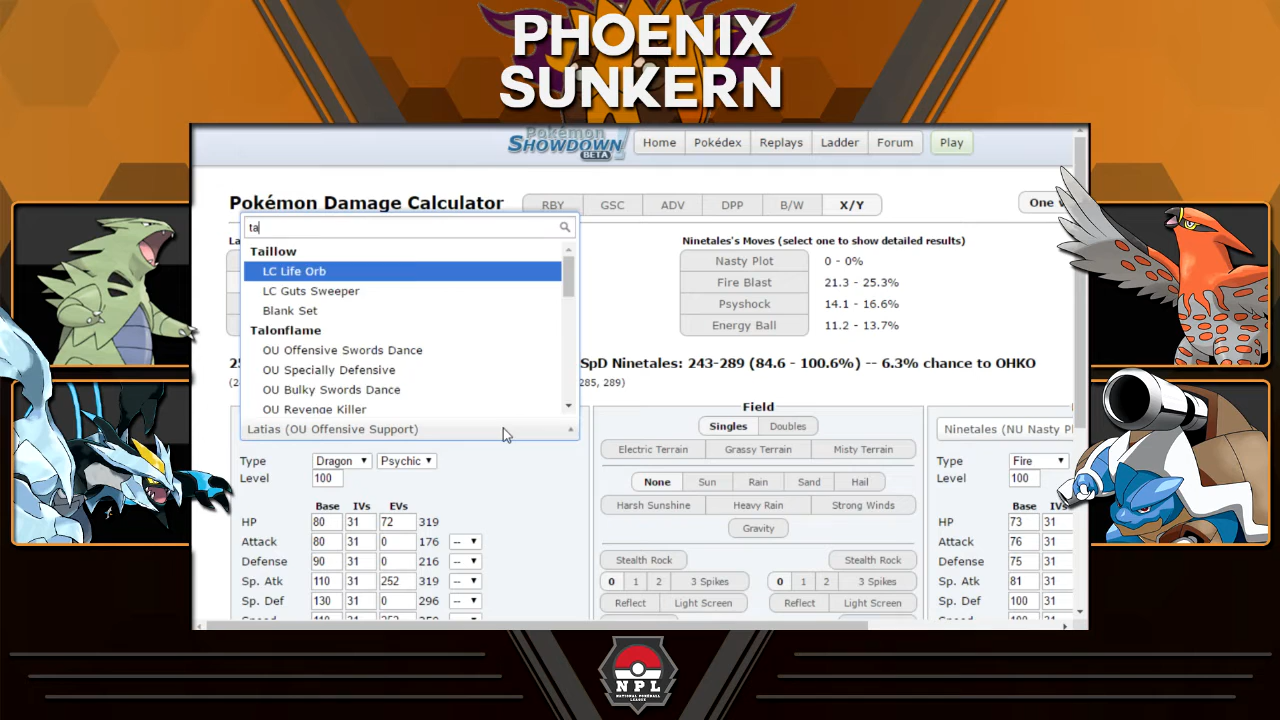 PHOENIX
SUNKERN
Pokémon
SHOWDOWN!
BETA
Home Pokédex Replays Ladder Forum Play
Pokémon Damage Calculator RBY GSC ADV DPP B/W X/Y One
La
ta
Taillow
LC Life Orb
LC Guts Sweeper
Blank Set
Talonflame
OU Offensive Swords Dance
OU Specially Defensive
OU Bulky Swords Dance
OU Revenge Killer
Latias (OU Offensive Support)
Ninetales's Moves (select one to show detailed results)
Nasty Plot 0 - 0%
Fire Blast 21.3 - 25.3%
Psyshock 14.1 - 16.6%
Energy Ball 11.2 - 13.7%
25 SpD Ninetales: 243-289 (84.6 - 100.6%) -- 6.3% chance to OHKO
(2 285, 289)
Type Dragon Psychic
Level 100
Base IVs EVs
HP 80 31 72 319
Attack 80 31 0 176 --
Defense 90 31 0 216 --
Sp. Atk 110 31 252 319 --
Sp. Def 130 31 0 296 --
Field
Singles Doubles
Electric Terrain Grassy Terrain Misty Terrain
None Sun Rain Sand Hail
Harsh Sunshine Heavy Rain Strong Winds
Gravity
Stealth Rock Stealth Rock
0 1 2 3 Spikes 0 1 2 3 Spikes
Reflect Light Screen Reflect Light Screen
Ninetales (NU Nasty Pl
Type Fire
Level 100
Base IVs
HP 73 31
Attack 76 31
Defense 75 31
Sp. Atk 81 31
Sp. Def 100 31
NPL
NATIONAL POKEBALL
LEAGUE